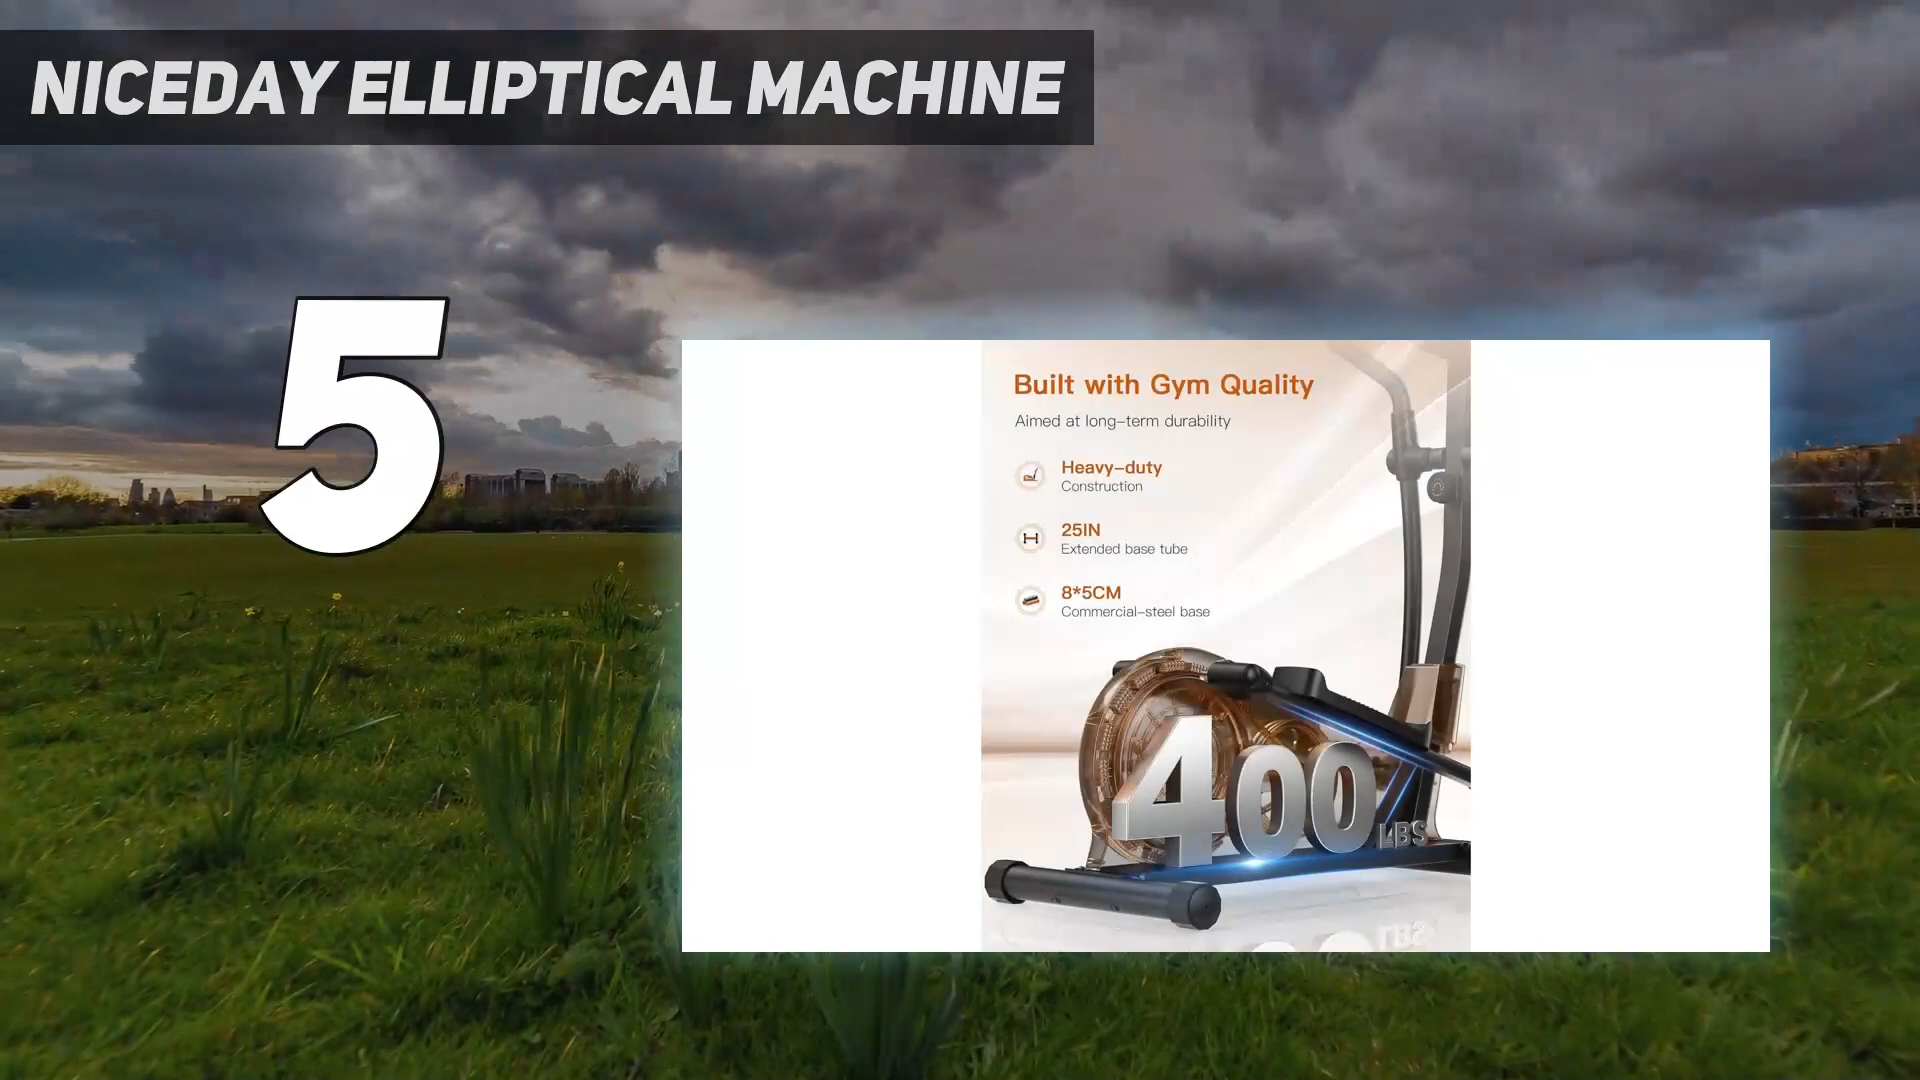 NICEDAY ELLIPTICAL MACHINE
5
Built with Gym Quality
Aimed at long-term durability
Heavy-duty
Construction
25IN
Extended base tube
8*5CM
Commercial-steel base
400 LBS